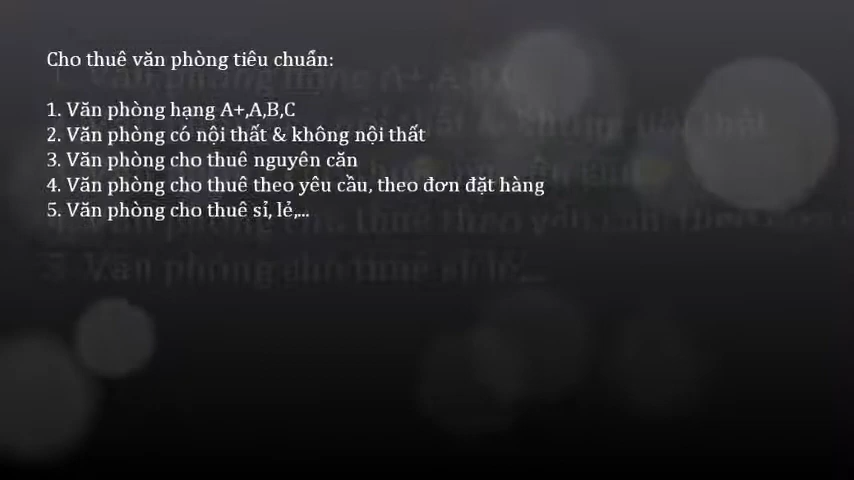 Cho thuê văn phòng tiêu chuẩn:
1. Văn phòng hạng A+,A,B,C
2. Văn phòng có nội thất & không nội thất
3. Văn phòng cho thuê nguyên căn
4. Văn phòng cho thuê theo yêu cầu, theo đơn đặt hàng
5. Văn phòng cho thuê sỉ, lẻ,...